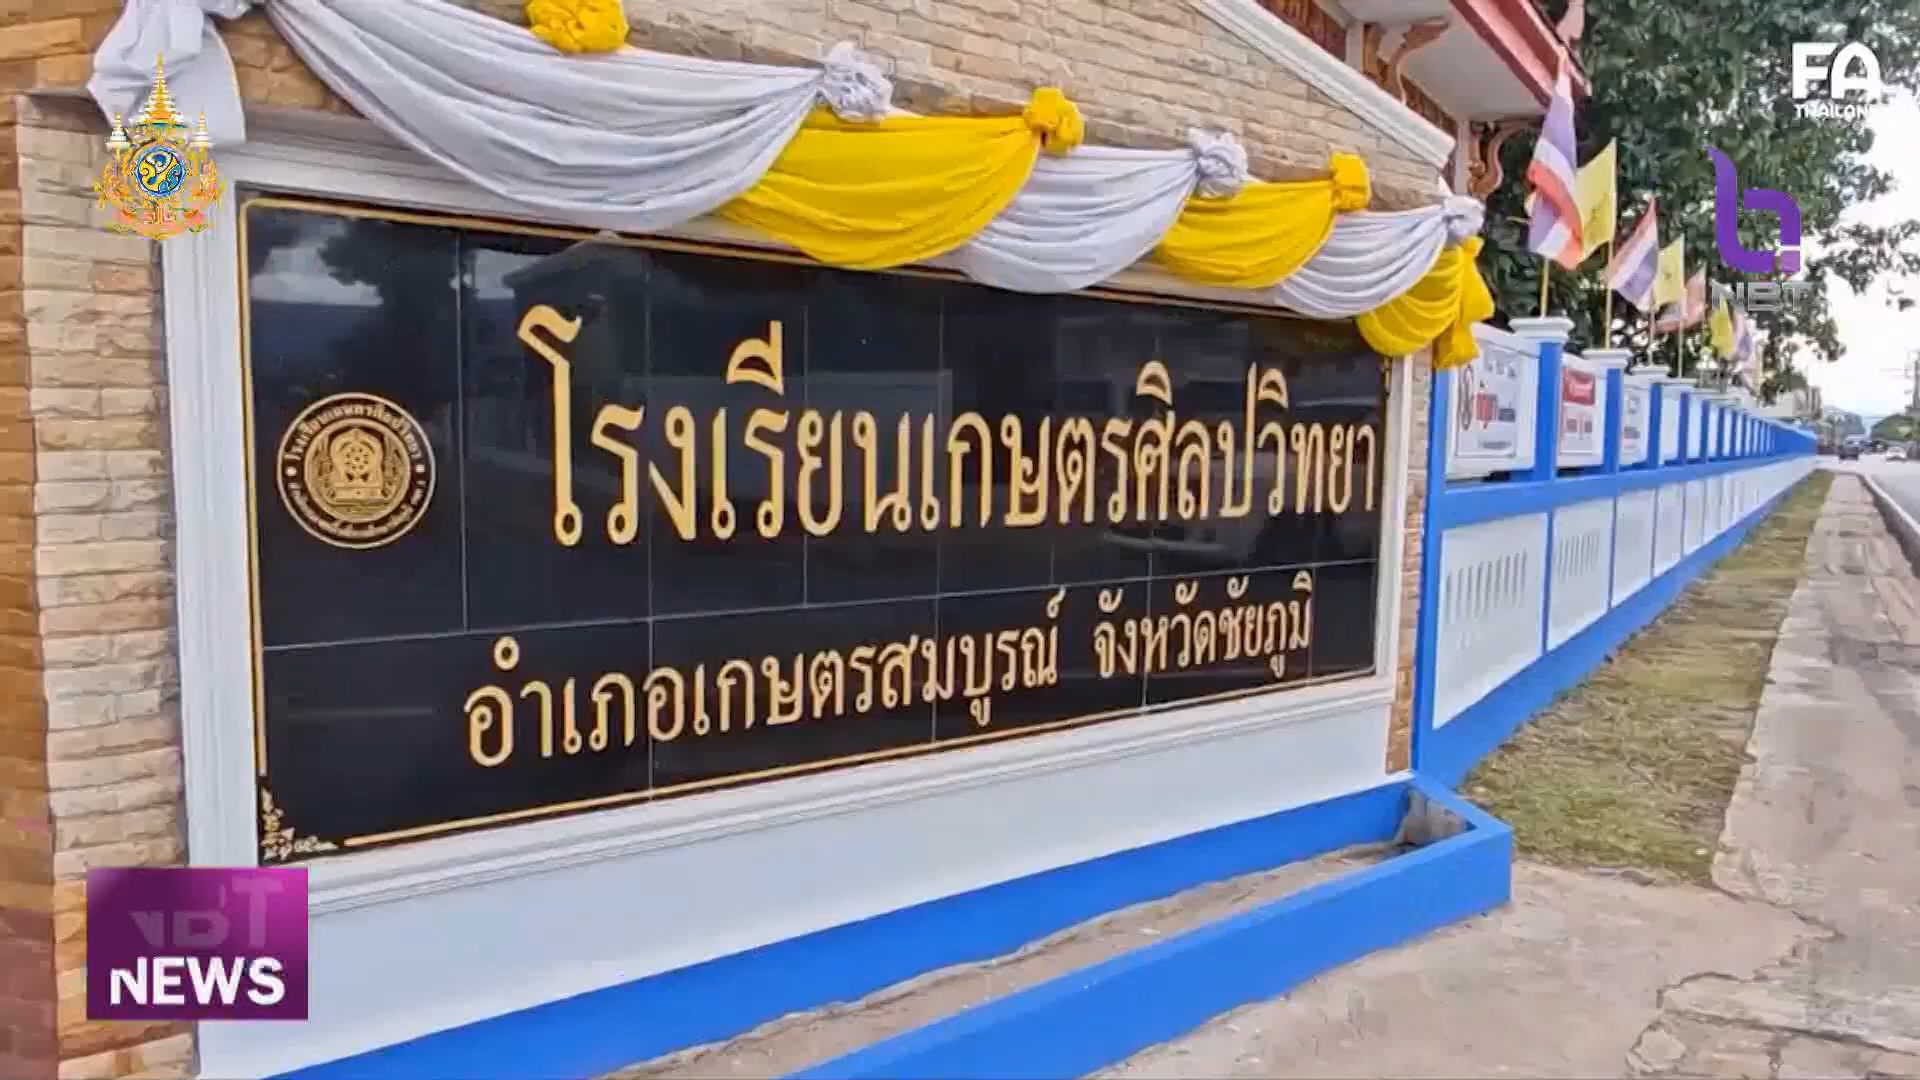 FA
THAILAND
NBT
โรงเรียนเกษตรศิลปวิทยา
อำเภอเกษตรสมบูรณ์ จังหวัดชัยภูมิ
NBT
NEWS